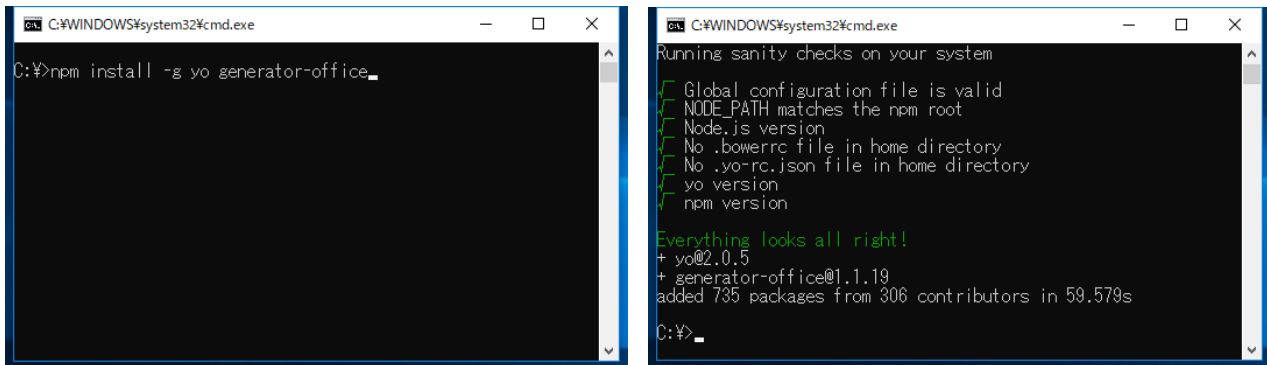 C:¥WINDOWS¥system32¥cmd.exe
C:¥>npm install -g yo generator-office
C:¥WINDOWS¥system32¥cmd.exe
Running sanity checks on your system
√ Global configuration file is valid
√ NODE_PATH matches the npm root
√ Node.js version
√ No .bowerrc file in home directory
√ No .yo-rc.json file in home directory
√ yo version
√ npm version
Everything looks all right!
+ yo@2.0.5
+ generator-office@1.1.19
added 735 packages from 306 contributors in 59.579s
C:¥>